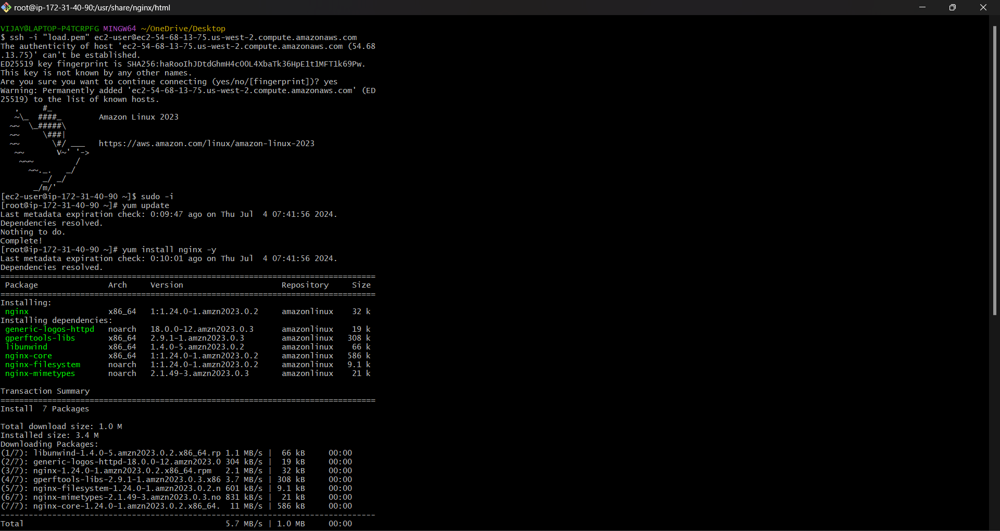 root@ip-172-31-40-90:/usr/share/nginx/html
VIJAY@LAPTOP-P4TCRPFG MINGW64 ~/OneDrive/Desktop
$ ssh -i "load.pem" ec2-user@ec2-54-68-13-75.us-west-2.compute.amazonaws.com
The authenticity of host 'ec2-54-68-13-75.us-west-2.compute.amazonaws.com (54.68
.13.75)' can't be established.
ED25519 key fingerprint is SHA256:haRooIhJDtdGhmH4cO0L4XbaTk36HpE1t1MFT1k69Pw.
This key is not known by any other names.
Are you sure you want to continue connecting (yes/no/[fingerprint])? yes
Warning: Permanently added 'ec2-54-68-13-75.us-west-2.compute.amazonaws.com' (ED
25519) to the list of known hosts.
   ,     #_
   ~\_  ####_        Amazon Linux 2023
  ~~  \_#####\
  ~~     \###|
  ~~       \#/ ___   https://aws.amazon.com/linux/amazon-linux-2023
   ~~       V~' '->
    ~~~         /
      ~~._.   _/
         _/ _/
       _/m/'
[ec2-user@ip-172-31-40-90 ~]$ sudo -i
[root@ip-172-31-40-90 ~]# yum update
Last metadata expiration check: 0:09:47 ago on Thu Jul  4 07:41:56 2024.
Dependencies resolved.
Nothing to do.
Complete!
[root@ip-172-31-40-90 ~]# yum install nginx -y
Last metadata expiration check: 0:10:01 ago on Thu Jul  4 07:41:56 2024.
Dependencies resolved.
================================================================================
 Package               Arch     Version                     Repository     Size
================================================================================
Installing:
 nginx                 x86_64   1:1.24.0-1.amzn2023.0.2     amazonlinux    32 k
Installing dependencies:
 generic-logos-httpd   noarch   18.0.0-12.amzn2023.0.3      amazonlinux    19 k
 gperftools-libs       x86_64   2.9.1-1.amzn2023.0.3        amazonlinux   308 k
 libunwind             x86_64   1.4.0-5.amzn2023.0.2        amazonlinux    66 k
 nginx-core            x86_64   1:1.24.0-1.amzn2023.0.2     amazonlinux   586 k
 nginx-filesystem      noarch   1:1.24.0-1.amzn2023.0.2     amazonlinux   9.1 k
 nginx-mimetypes       noarch   2.1.49-3.amzn2023.0.3       amazonlinux    21 k
Transaction Summary
================================================================================
Install  7 Packages
Total download size: 1.0 M
Installed size: 3.4 M
Downloading Packages:
(1/7): libunwind-1.4.0-5.amzn2023.0.2.x86_64.rp 1.1 MB/s |  66 kB     00:00
(2/7): generic-logos-httpd-18.0.0-12.amzn2023.0 304 kB/s |  19 kB     00:00
(3/7): nginx-1.24.0-1.amzn2023.0.2.x86_64.rpm   2.1 MB/s |  32 kB     00:00
(4/7): gperftools-libs-2.9.1-1.amzn2023.0.3.x86 3.7 MB/s | 308 kB     00:00
(5/7): nginx-filesystem-1.24.0-1.amzn2023.0.2.n 601 kB/s | 9.1 kB     00:00
(6/7): nginx-mimetypes-2.1.49-3.amzn2023.0.3.no 831 kB/s |  21 kB     00:00
(7/7): nginx-core-1.24.0-1.amzn2023.0.2.x86_64.  11 MB/s | 586 kB     00:00
--------------------------------------------------------------------------------
Total                                           5.7 MB/s | 1.0 MB     00:00